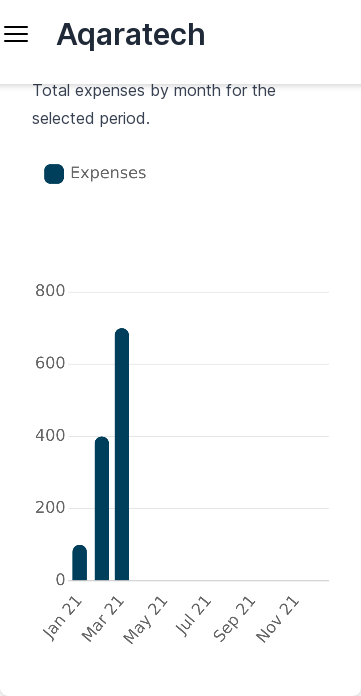 Aqaratech
Total expenses by month for the
selected period.
Expenses
800
600
400
200
0
Jan 21
Mar 21
May 21
Jul 21
Sep 21
Nov 21